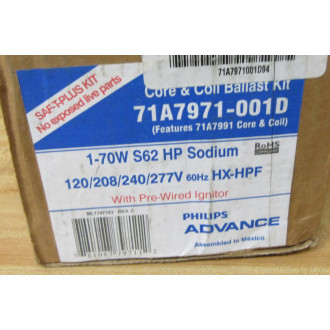 71A7971001D94
SAF-T-PLUS KIT
No exposed live parts
Core & Coil Ballast Kit
71A7971-001D
(Features 71A7991 Core & Coil)
RoHS
1-70W S62 HP Sodium
120/208/240/277V 60Hz HX-HPF
With Pre-Wired Ignitor
PHILIPS
ADVANCE
Assembled in Mexico